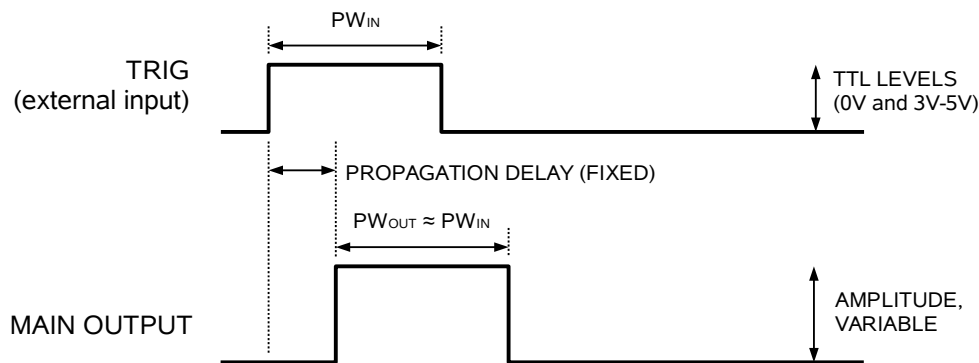 PWIN
TRIG
(external input)
TTL LEVELS
(0V and 3V-5V)
PROPAGATION DELAY (FIXED)
PWOUT ≈ PWIN
MAIN OUTPUT
AMPLITUDE,
VARIABLE